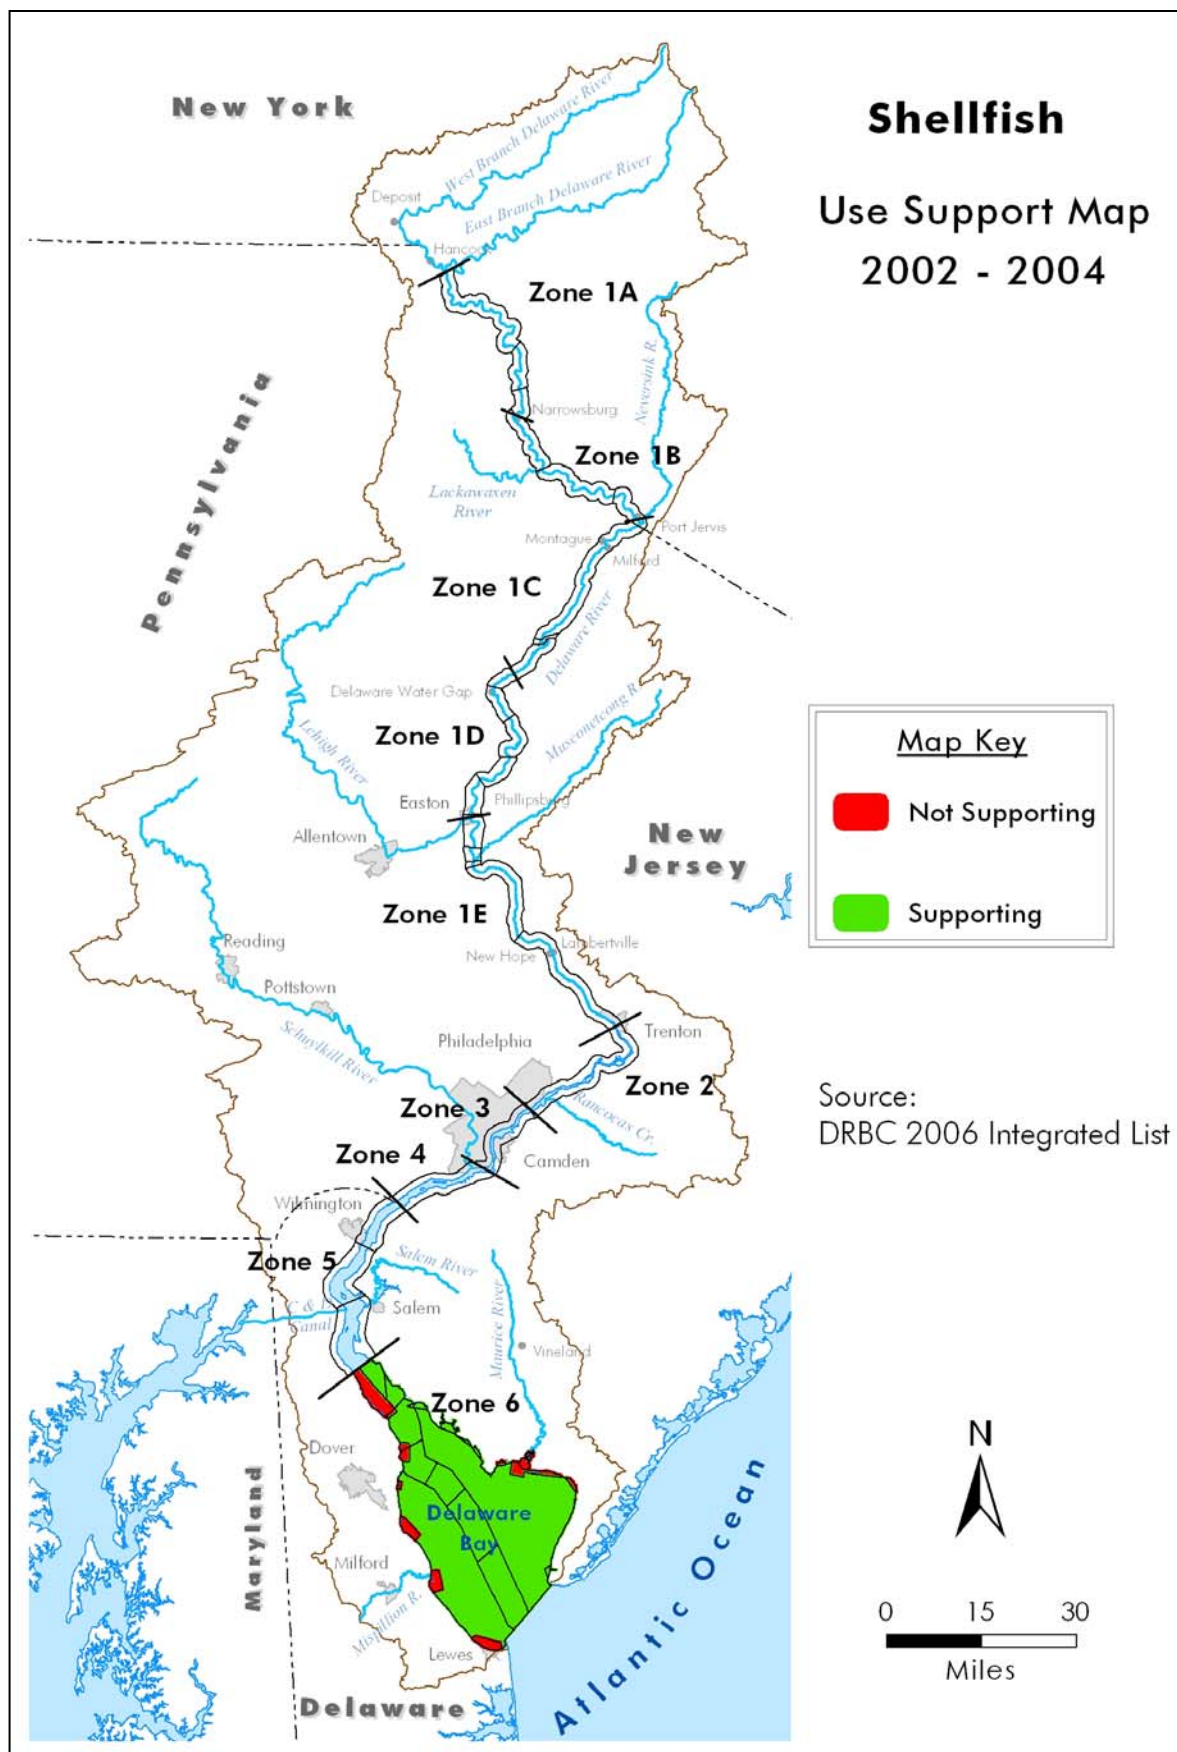 New York
Shellfish
Use Support Map
2002 - 2004
West Branch Delaware River
East Branch Delaware River
Deposit
Hancock
Zone 1A
Neversink R.
Narrowsburg
Zone 1B
Lackawaxen
River
Port Jervis
Montague
Milford
Pennsylvania
Zone 1C
Delaware River
Delaware Water Gap
Musconetcong R.
Lehigh River
Zone 1D
Map Key
Not Supporting
Supporting
Easton
Phillipsburg
Allentown
New
Jersey
Zone 1E
Reading
Lambertville
New Hope
Pottstown
Schuylkill River
Trenton
Philadelphia
Zone 2
Zone 3
Rancocas Cr.
Source:
DRBC 2006 Integrated List
Zone 4
Camden
Wilmington
Zone 5
Salem River
C & D
Canal
Salem
Maurice River
Vineland
Zone 6
Dover
Maryland
Delaware
Bay
Atlantic Ocean
N
Milford
Mispillion R.
0 15 30
Miles
Lewes
Delaware